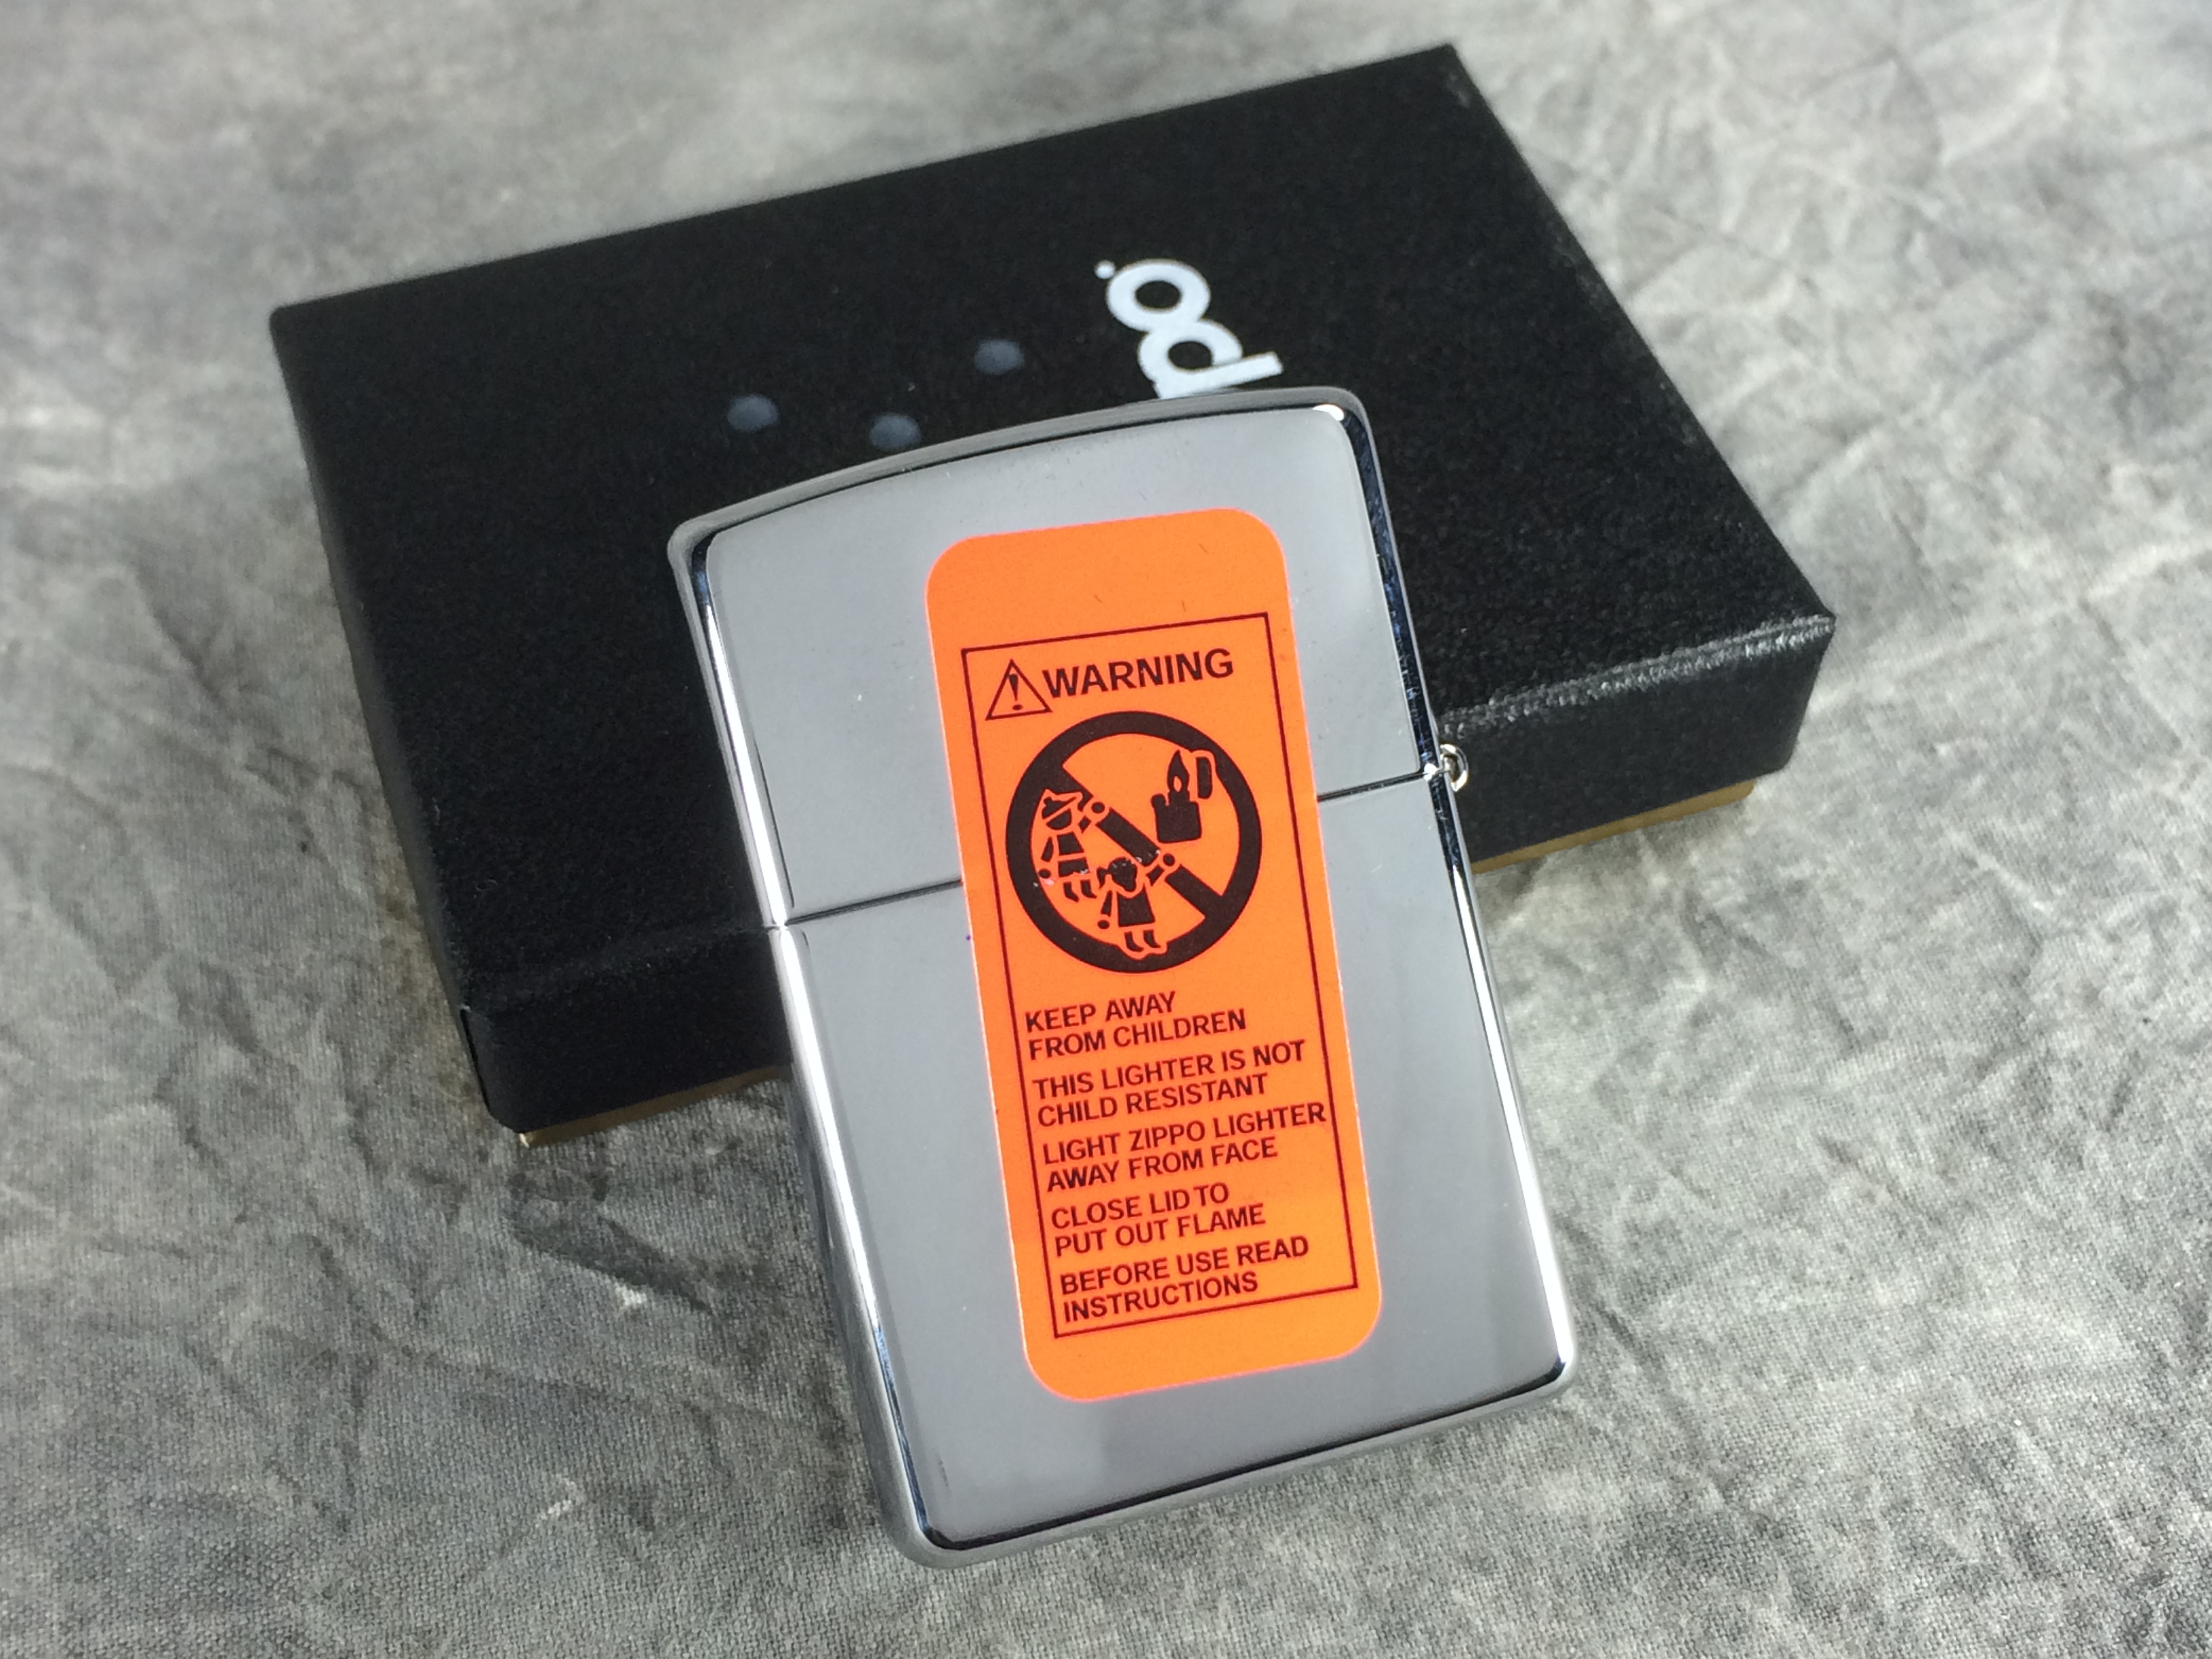 po
WARNING
KEEP AWAY
FROM CHILDREN
THIS LIGHTER IS NOT
CHILD RESISTANT
LIGHT ZIPPO LIGHTER
AWAY FROM FACE
CLOSE LID TO
PUT OUT FLAME
BEFORE USE READ
INSTRUCTIONS